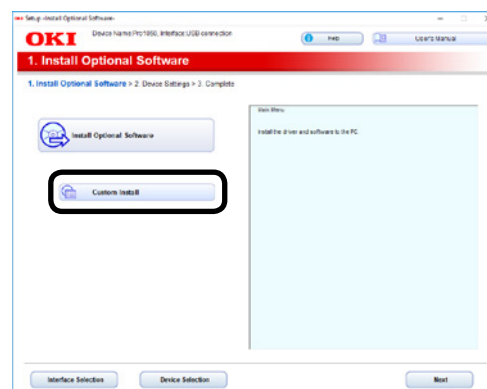 Setup -Install Optional Software-
OKI
Device Name:Pro1050, Interface:USB connection
Help
User's Manual
1. Install Optional Software
1. Install Optional Software > 2. Device Settings > 3. Complete
Install Optional Software
Custom Install
Main Menu
Install the driver and software to the PC.
Interface Selection
Device Selection
Next